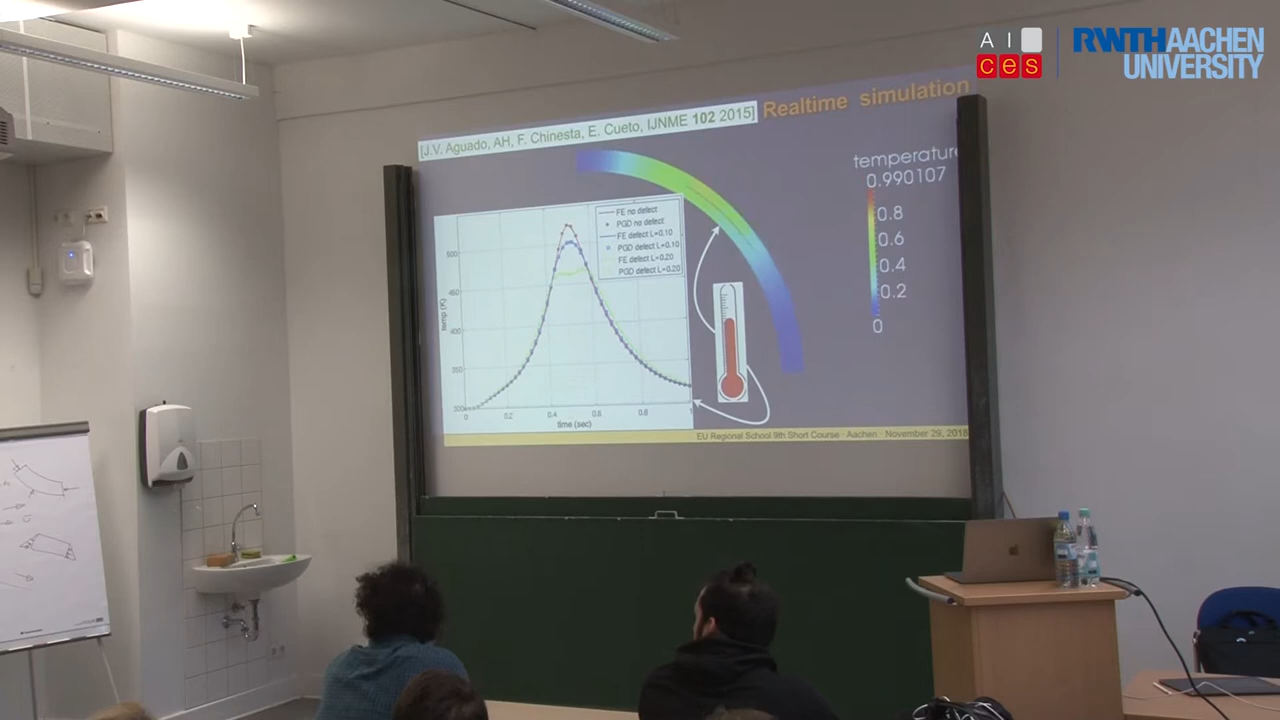 AI
ces
RWTHAACHEN
UNIVERSITY
[J.V. Aguado, AH, F. Chinesta, E. Cueto, IJNME 102 2015]
Realtime simulation
temperature
0.990107
0.8
0.6
0.4
0.2
0
FE no defect
PGD no defect
FE defect L=0.10
PGD defect L=0.10
FE defect L=0.20
PGD defect L=0.20
temp (K)
500
450
400
350
300
0 0.2 0.4 0.6 0.8 1
time (sec)
EU Regional School 9th Short Course · Aachen · November 29, 2018